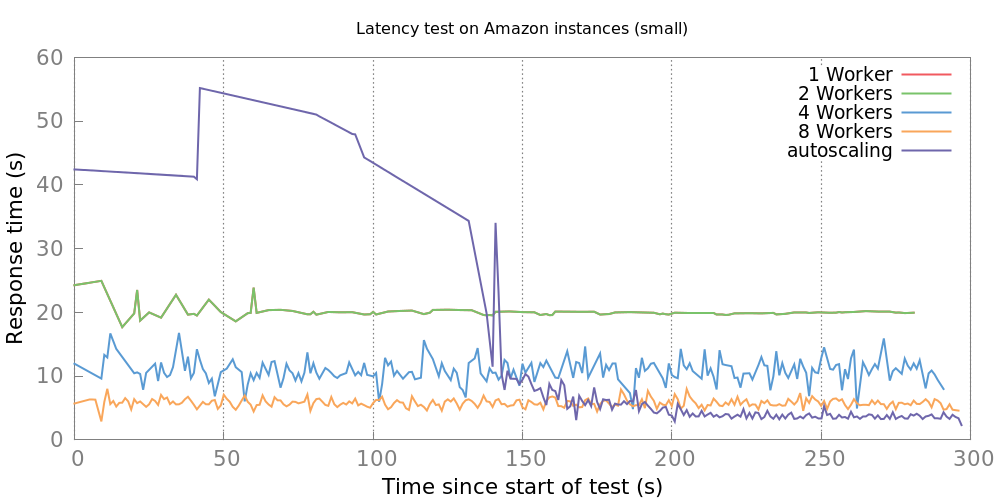 Latency test on Amazon instances (small)
60
50
40
30
20
10
0
Response time (s)
1 Worker
2 Workers
4 Workers
8 Workers
autoscaling
0 50 100 150 200 250 300
Time since start of test (s)